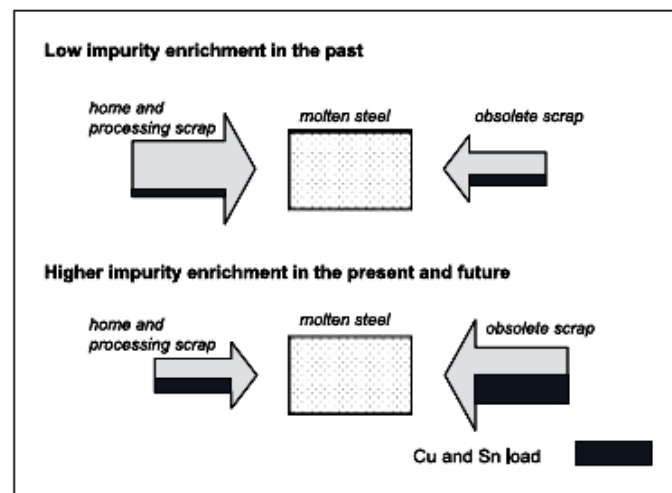 Low impurity enrichment in the past
home and
processing scrap
molten steel
obsolete scrap
Higher impurity enrichment in the present and future
home and
processing scrap
molten steel
obsolete scrap
Cu and Sn load